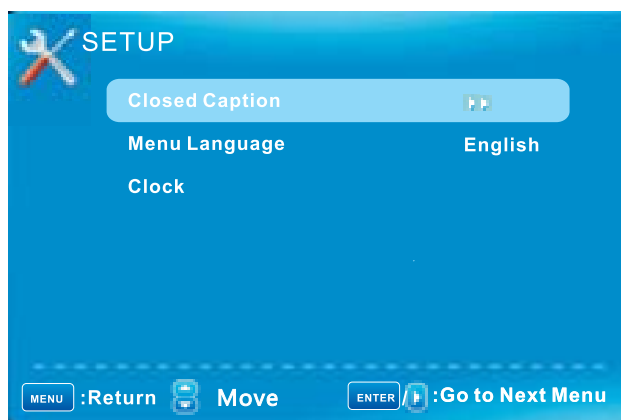 SETUP
Closed Caption
Menu Language English
Clock
MENU :Return Move ENTER / :Go to Next Menu